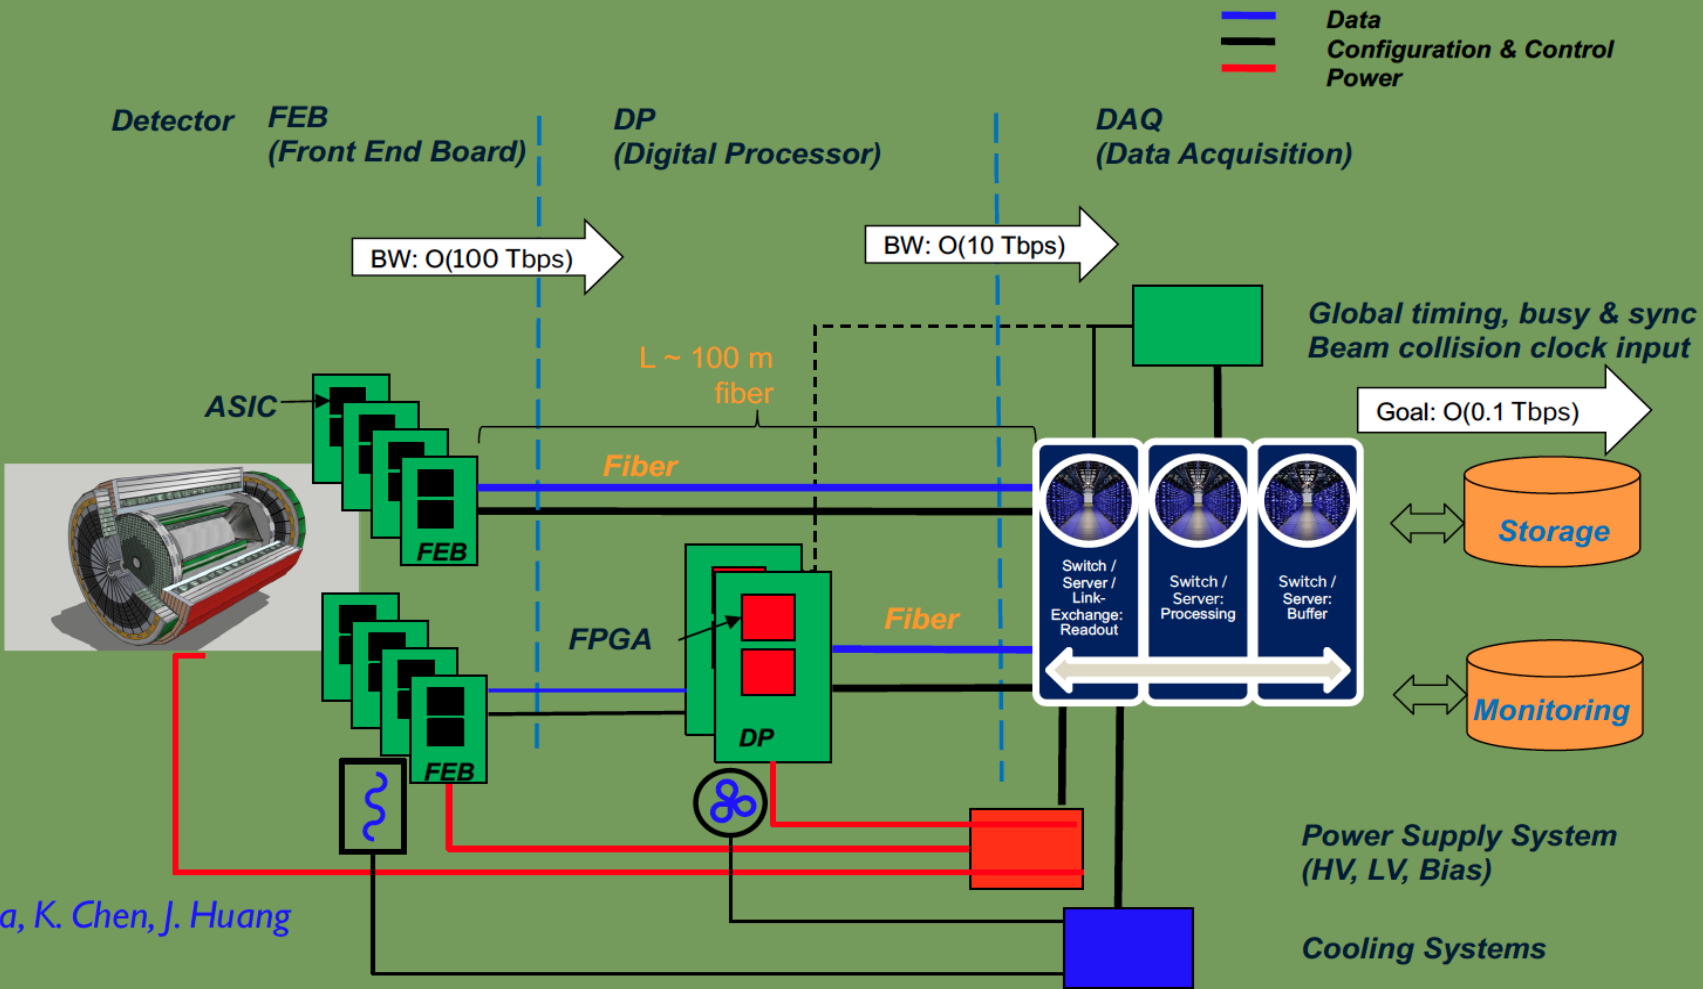 Data
Configuration & Control
Power
Detector
FEB
(Front End Board)
DP
(Digital Processor)
DAQ
(Data Acquisition)
BW: O(100 Tbps)
BW: O(10 Tbps)
Global timing, busy & sync
Beam collision clock input
L ~ 100 m
fiber
ASIC
Goal: O(0.1 Tbps)
Fiber
FEB
Switch /
Server /
Link-
Exchange:
Readout
Switch /
Server:
Processing
Switch /
Server:
Buffer
Storage
FPGA
Fiber
DP
FEB
Monitoring
Power Supply System
(HV, LV, Bias)
a, K. Chen, J. Huang
Cooling Systems